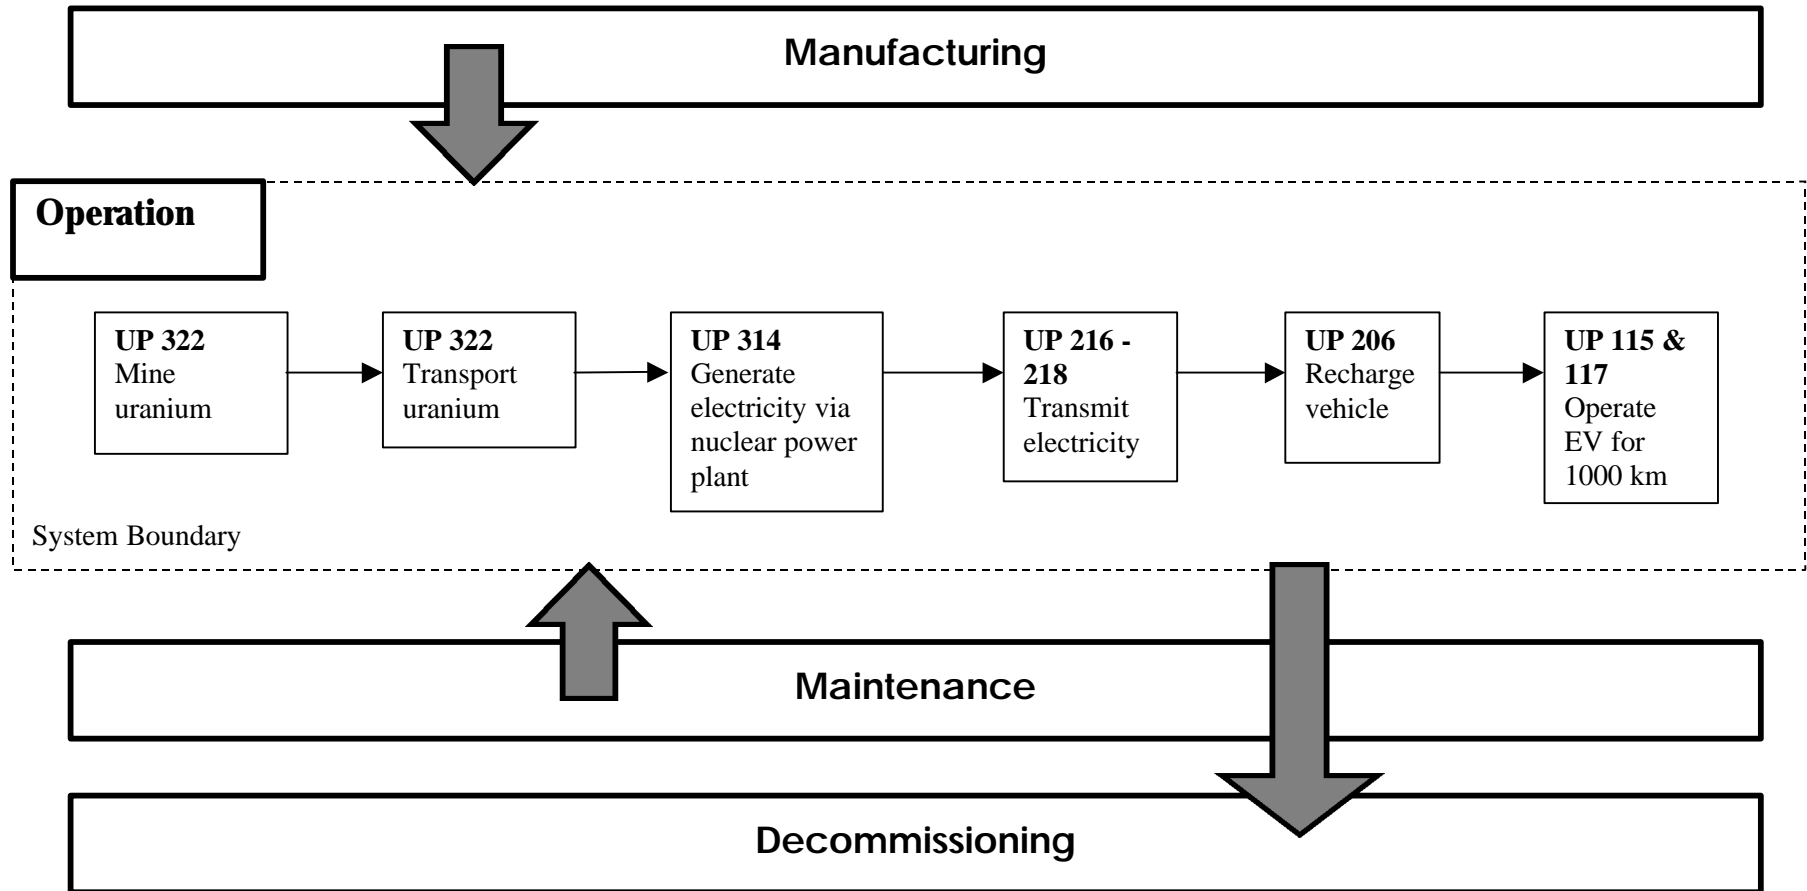 Manufacturing
Operation
UP 322
Mine
uranium
UP 322
Transport
uranium
UP 314
Generate
electricity via
nuclear power
plant
UP 216 -
218
Transmit
electricity
UP 206
Recharge
vehicle
UP 115 &
117
Operate
EV for
1000 km
System Boundary
Maintenance
Decommissioning